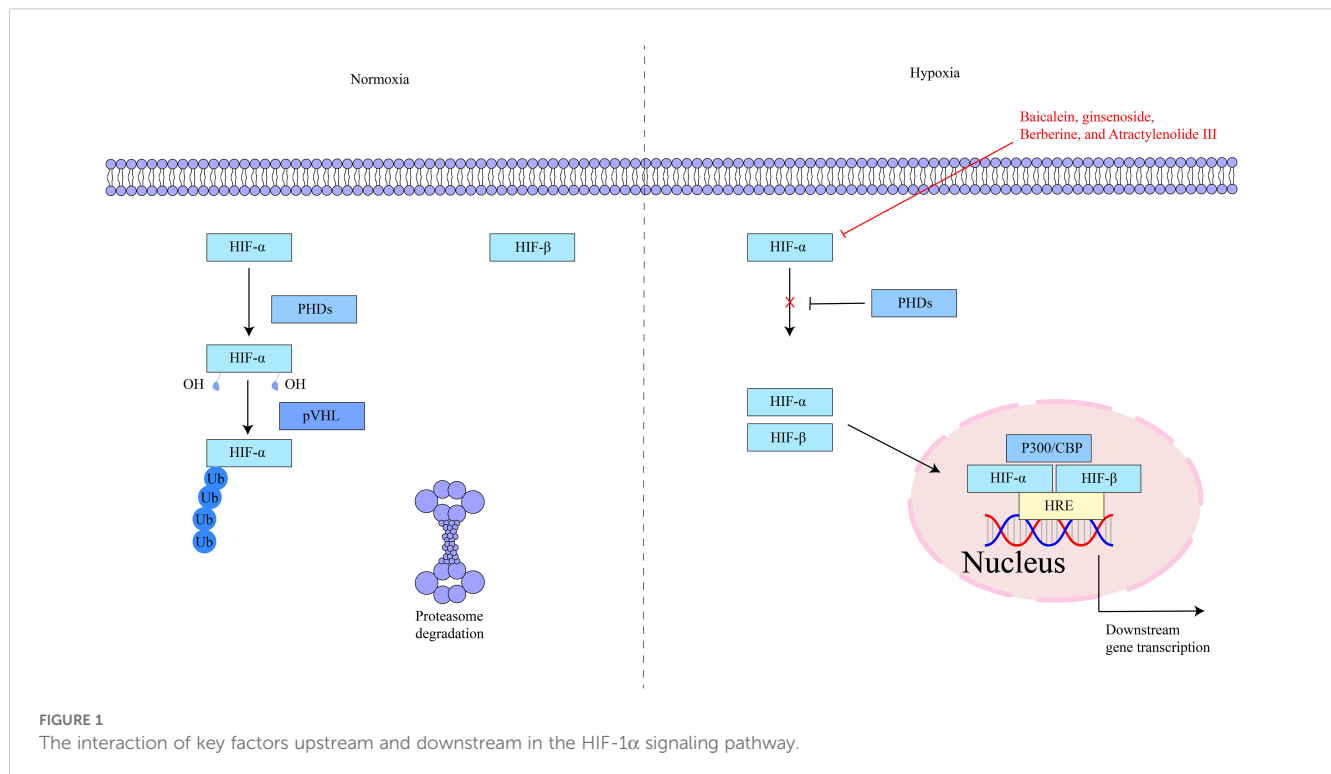 Normoxia
Hypoxia
Baicalein, ginsenoside,
Berberine, and Atractylenolide III
HIF-α
HIF-β
HIF-α
PHDs
PHDs
HIF-α
OH
OH
pVHL
HIF-α
HIF-α
HIF-β
Ub
Ub
Ub
Ub
P300/CBP
HIF-α
HIF-β
HRE
Nucleus
Proteasome
degradation
Downstream
gene transcription
FIGURE 1
The interaction of key factors upstream and downstream in the HIF-1α signaling pathway.